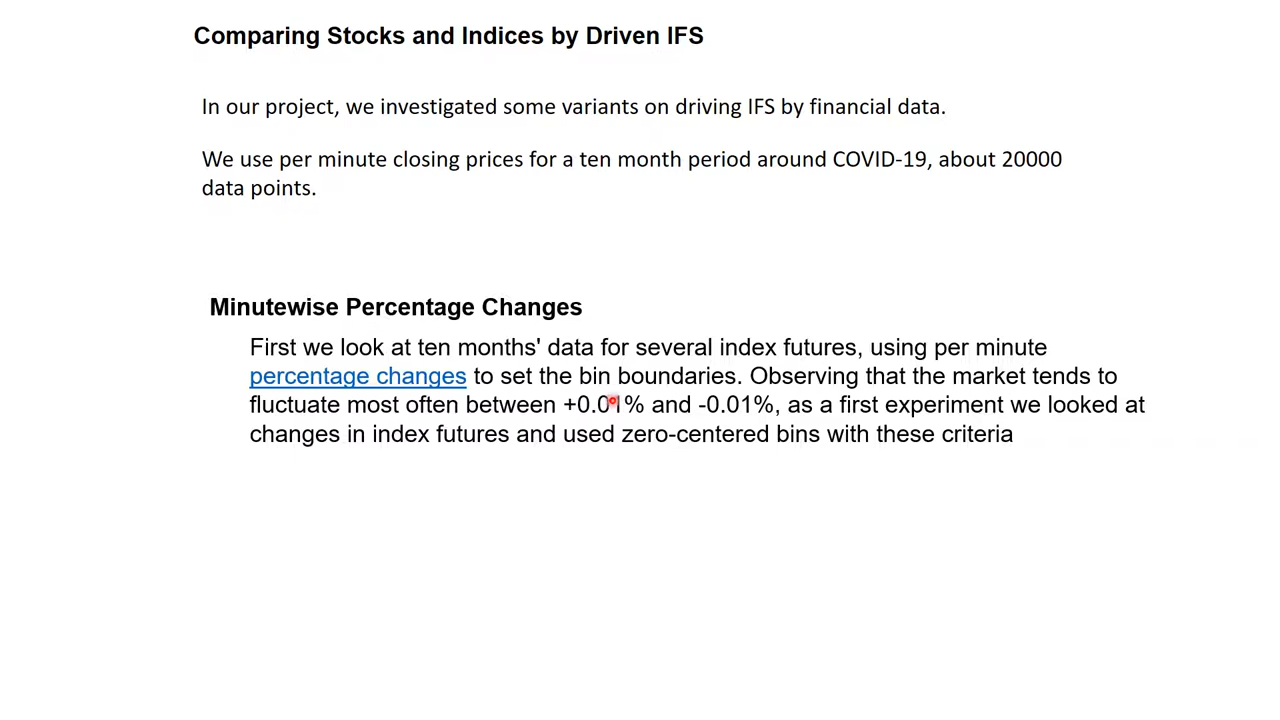 Comparing Stocks and Indices by Driven IFS
In our project, we investigated some variants on driving IFS by financial data.
We use per minute closing prices for a ten month period around COVID-19, about 20000
data points.
Minutewise Percentage Changes
First we look at ten months' data for several index futures, using per minute
percentage changes to set the bin boundaries. Observing that the market tends to
fluctuate most often between +0.01% and -0.01%, as a first experiment we looked at
changes in index futures and used zero-centered bins with these criteria